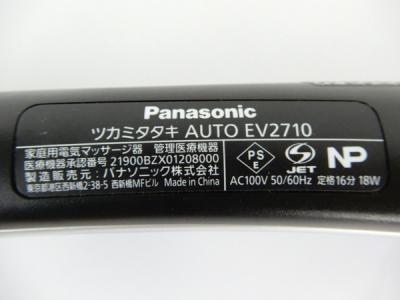 Panasonic
ツカミタタキ AUTO EV2710
家庭用電気マッサージ器 管理医療機器
医療機器承認番号 21900BZX01208000
製造販売元：パナソニック株式会社
東京都港区西新橋2-38-5 西新橋MFビル Made in China
PS
E
JET
NP
AC100V 50/60Hz 定格16分 18W